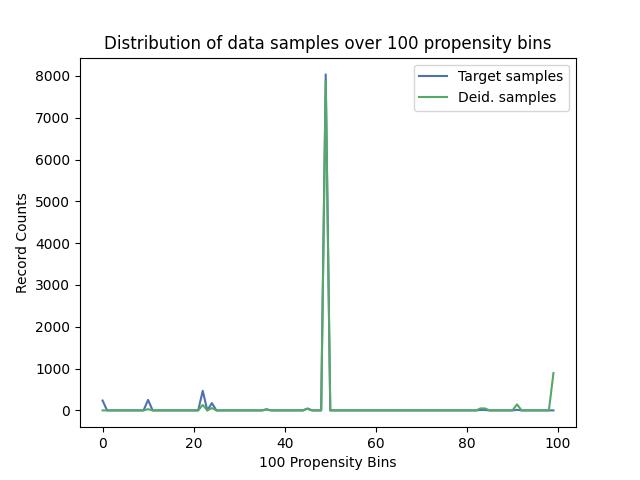 Distribution of data samples over 100 propensity bins
Target samples
Deid. samples
8000
7000
6000
5000
4000
3000
2000
1000
0
Record Counts
0 20 40 60 80 100
100 Propensity Bins